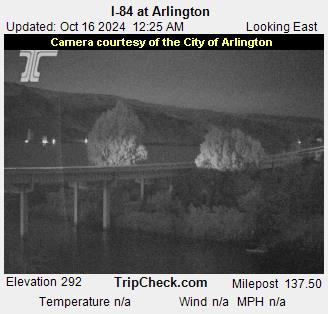 I-84 at Arlington
Updated: Oct 16 2024 12:25 AM Looking East
Camera courtesy of the City of Arlington
Elevation 292 TripCheck.com Milepost 137.50
Temperature n/a Wind n/a MPH n/a